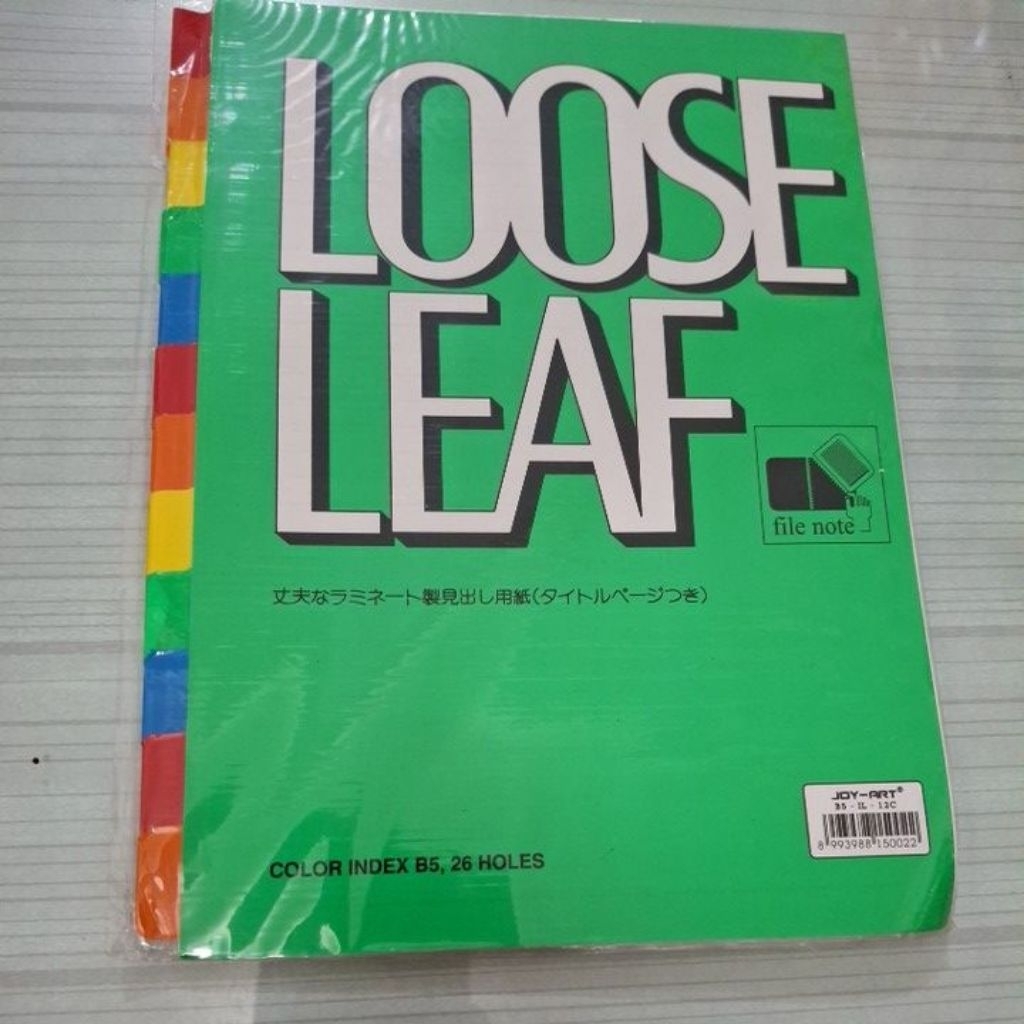 LOOSE
LEAF
file note
丈夫なラミネート製見出し用紙(タイトルページつき)
JOY-ART®
B5 - IL - 12C
8 993988 150022
COLOR INDEX B5, 26 HOLES